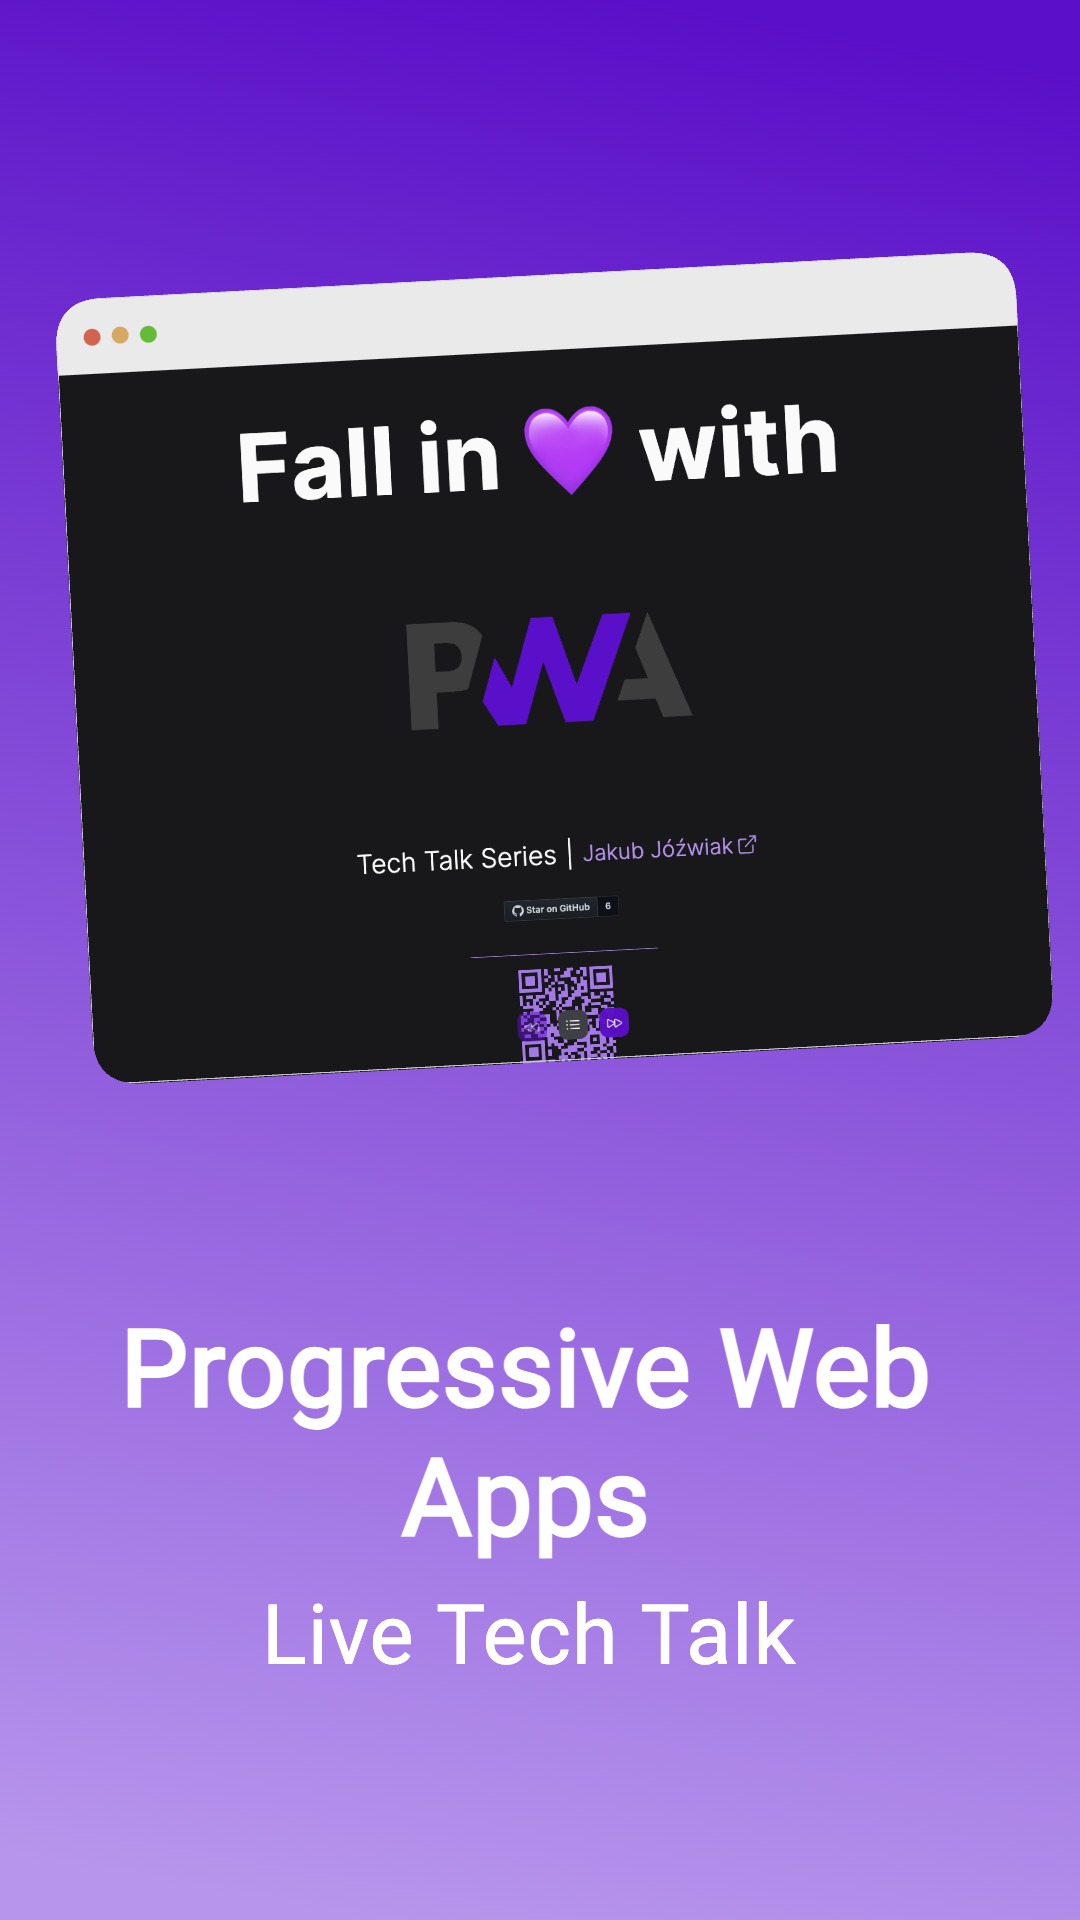 Fall in 💜 with
PWA
Tech Talk Series | Jakub Jóźwiak
Star on GitHub 6
Progressive Web
Apps
Live Tech Talk